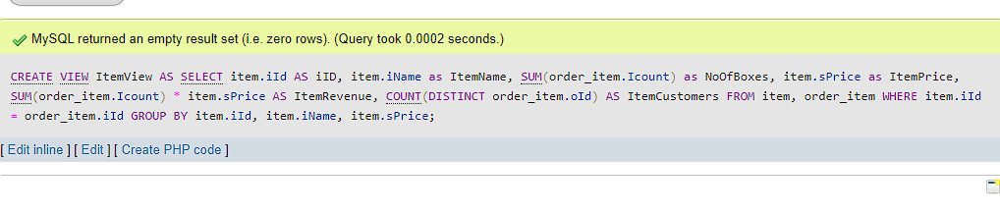 MySQL returned an empty result set (i.e. zero rows). (Query took 0.0002 seconds.)
CREATE VIEW ItemView AS SELECT item.iId AS iID, item.iName as ItemName, SUM(order_item.Icount) as NoOfBoxes, item.sPrice as ItemPrice,
SUM(order_item.Icount) * item.sPrice AS ItemRevenue, COUNT(DISTINCT order_item.oId) AS ItemCustomers FROM item, order_item WHERE item.iId
= order_item.iId GROUP BY item.iId, item.iName, item.sPrice;
[ Edit inline ] [ Edit ] [ Create PHP code ]